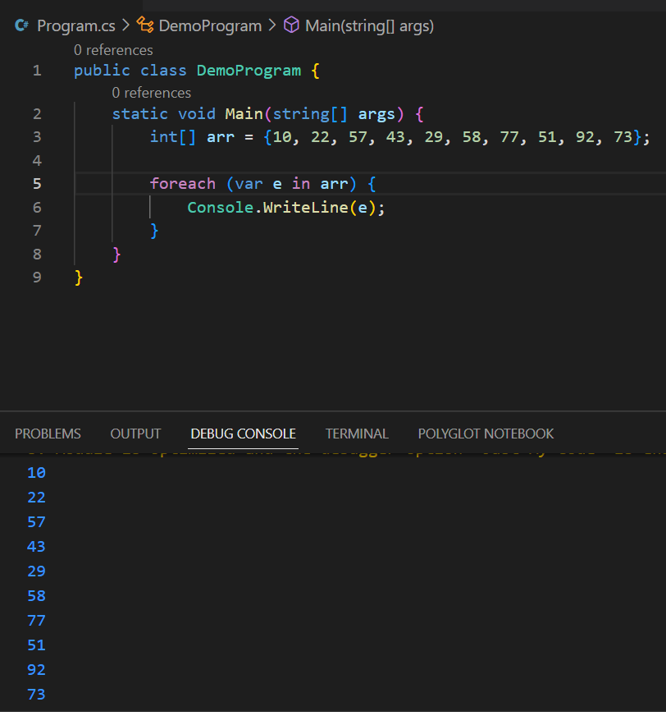 Program.cs > DemoProgram > Main(string[] args)
0 references
1 public class DemoProgram {
0 references
2 static void Main(string[] args) {
3 int[] arr = {10, 22, 57, 43, 29, 58, 77, 51, 92, 73};
4
5 foreach (var e in arr) {
6 Console.WriteLine(e);
7 }
8 }
9 }
PROBLEMS OUTPUT DEBUG CONSOLE TERMINAL POLYGLOT NOTEBOOK
10
22
57
43
29
58
77
51
92
73